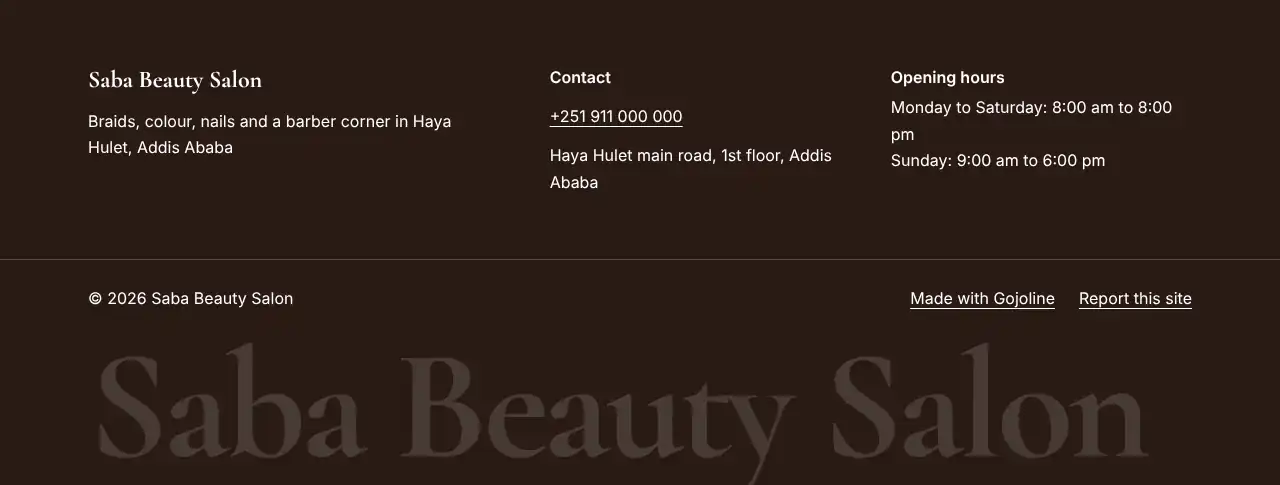 Saba Beauty Salon
Braids, colour, nails and a barber corner in Haya
Hulet, Addis Ababa
Contact
+251 911 000 000
Haya Hulet main road, 1st floor, Addis
Ababa
Opening hours
Monday to Saturday: 8:00 am to 8:00
pm
Sunday: 9:00 am to 6:00 pm
© 2026 Saba Beauty Salon
Made with Gojoline
Report this site
Saba Beauty Salon